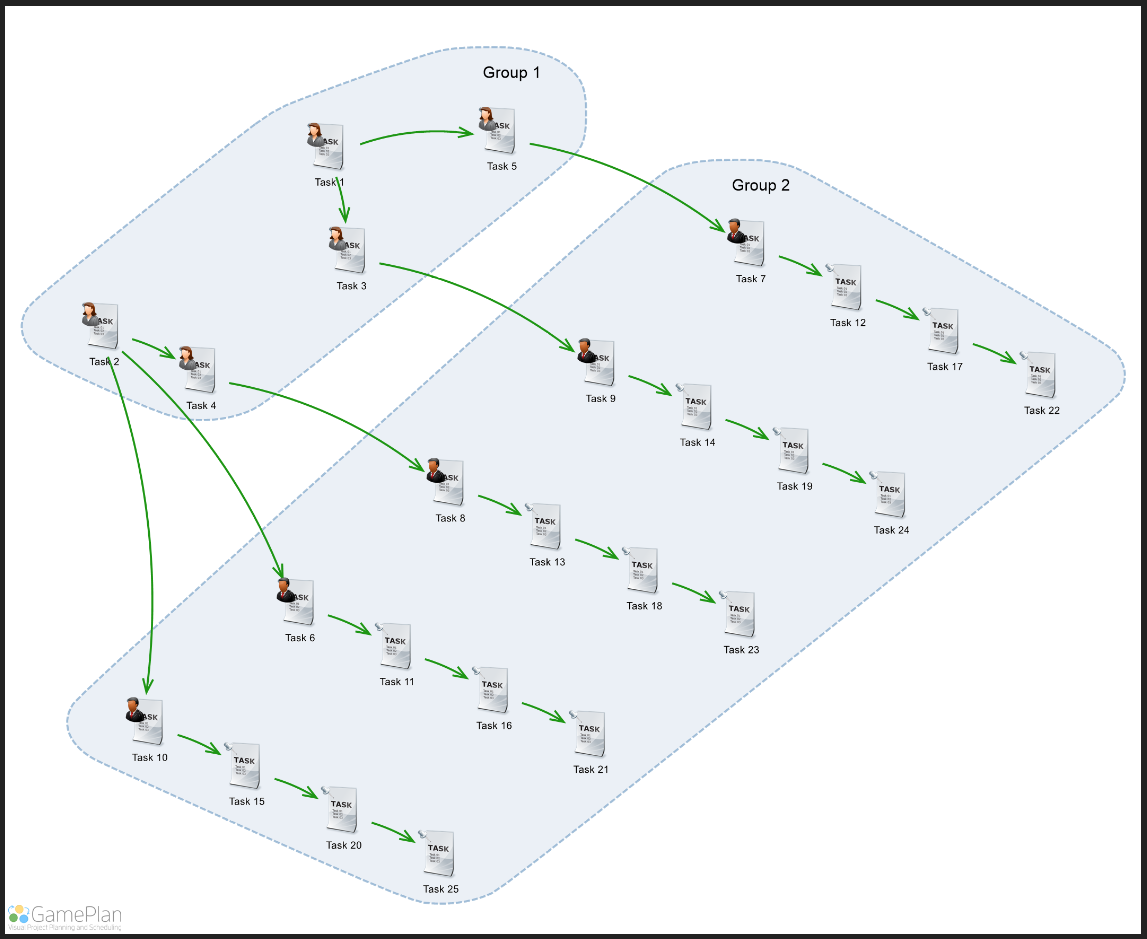 Group 1
TASK
Task 5
TASK
Task 1
Group 2
TASK
Task 3
TASK
Task 7
TASK
Task 12
TASK
Task 2
TASK
Task 17
TASK
Task 4
TASK
Task 9
TASK
Task 22
TASK
Task 14
TASK
Task 19
TASK
Task 8
TASK
Task 24
TASK
Task 13
TASK
Task 18
TASK
Task 6
TASK
Task 23
TASK
Task 11
TASK
Task 16
TASK
Task 10
TASK
Task 21
TASK
Task 15
TASK
Task 20
TASK
Task 25
GamePlan
Visual Project Planning and Scheduling